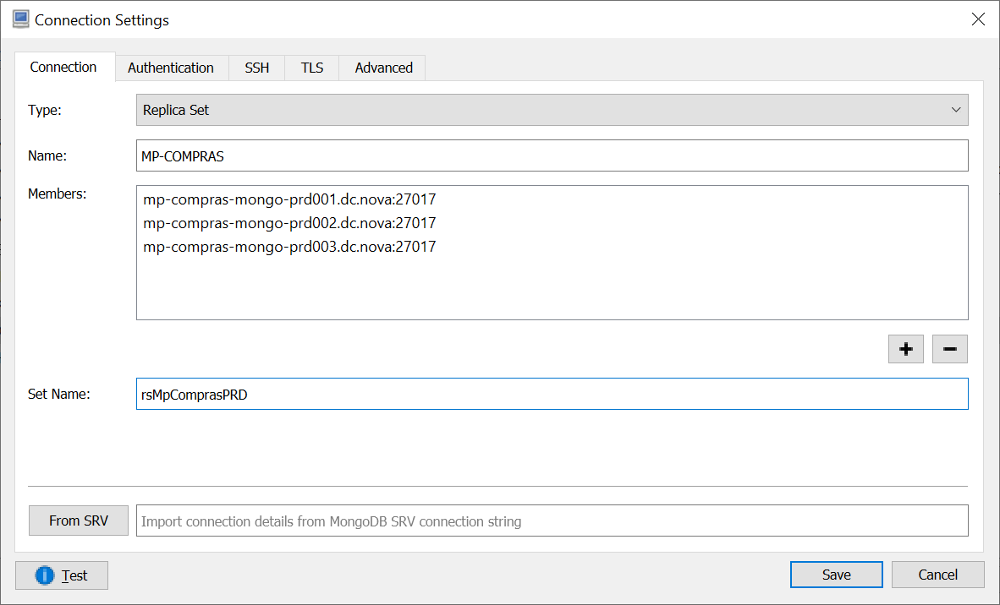 Connection Settings
Connection Authentication SSH TLS Advanced
Type: Replica Set
Name: MP-COMPRAS
Members: mp-compras-mongo-prd001.dc.nova:27017
mp-compras-mongo-prd002.dc.nova:27017
mp-compras-mongo-prd003.dc.nova:27017
Set Name: rsMpComprasPRD
From SRV Import connection details from MongoDB SRV connection string
Test Save Cancel